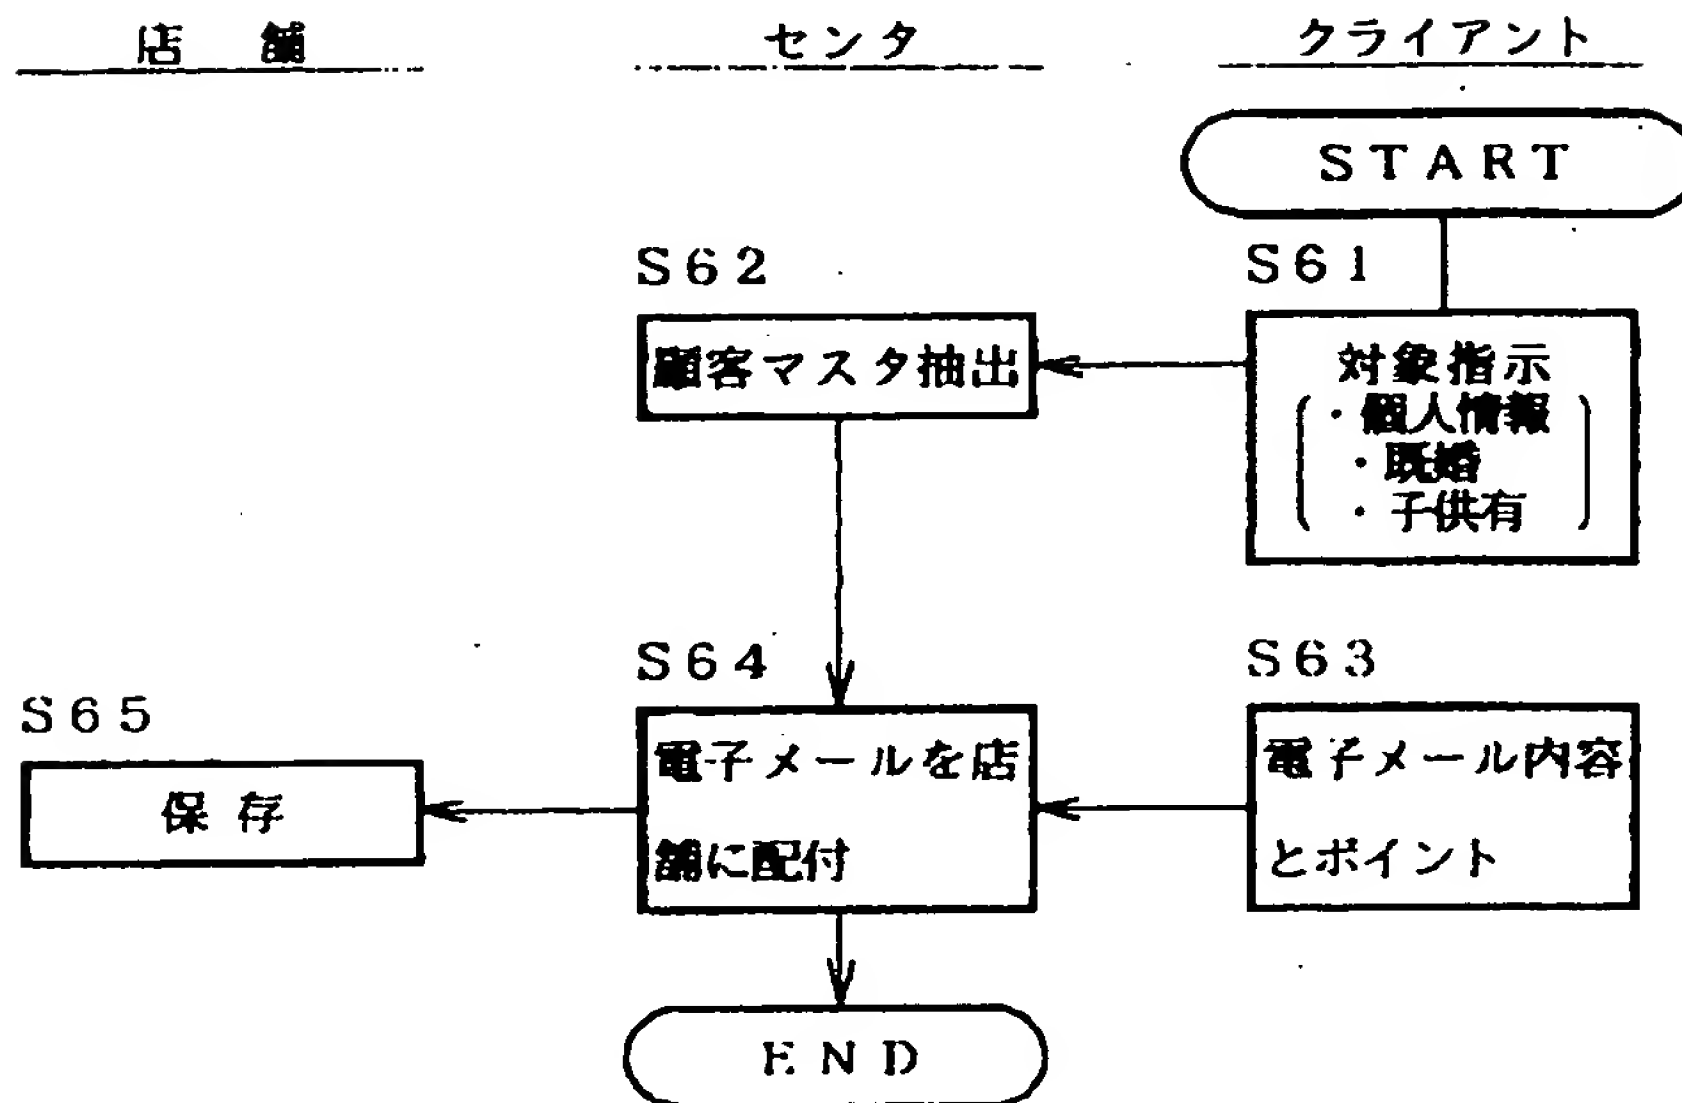 店 舗
センタ
クライアント
START
S62
S61
顧客マスタ抽出
対象指示
・個人情報
・既婚
・子供有
S65
S64
S63
保存
電子メールを店
舗に配付
電子メール内容
とポイント
END